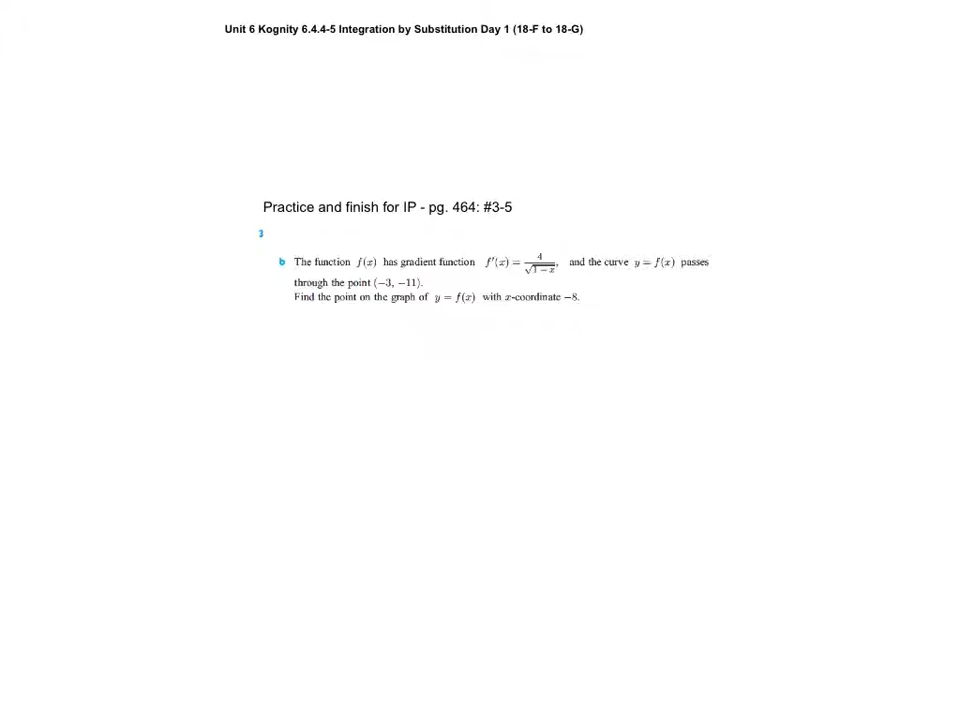 Unit 6 Kognity 6.4.4-5 Integration by Substitution Day 1 (18-F to 18-G)
Practice and finish for IP - pg. 464: #3-5
3
b The function f(x) has gradient function f'(x) = 4/√(1−x), and the curve y = f(x) passes
through the point (−3, −11).
Find the point on the graph of y = f(x) with x-coordinate −8.